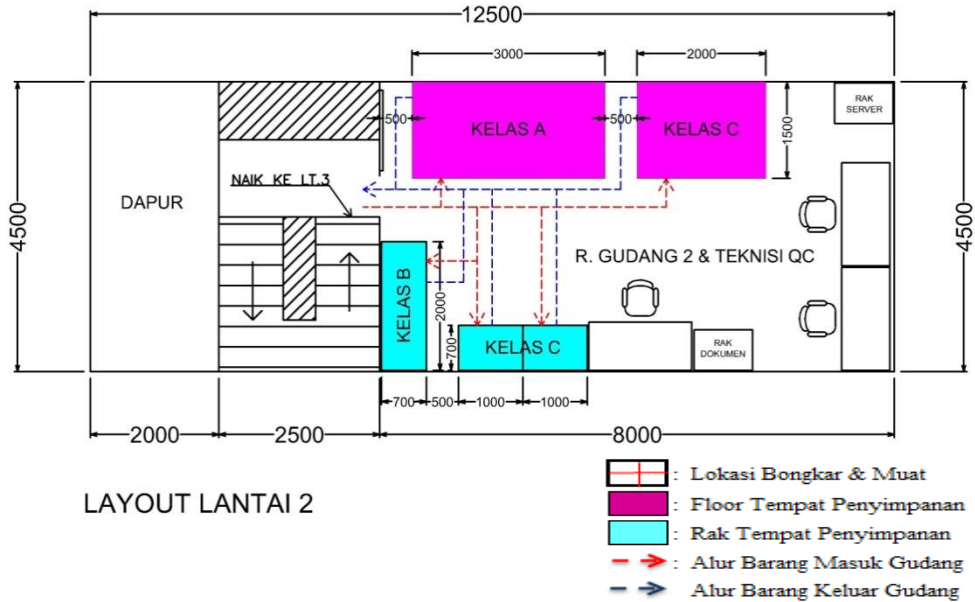 12500
3000
2000
4500
DAPUR
NAIK KE LT.3
500
KELAS A
500
KELAS C
1500
RAK
SERVER
4500
R. GUDANG 2 & TEKNISI QC
KELAS B
2000
700
KELAS C
RAK
DOKUMEN
700
500
1000
1000
2000
2500
8000
LAYOUT LANTAI 2
: Lokasi Bongkar & Muat
: Floor Tempat Penyimpanan
: Rak Tempat Penyimpanan
: Alur Barang Masuk Gudang
: Alur Barang Keluar Gudang